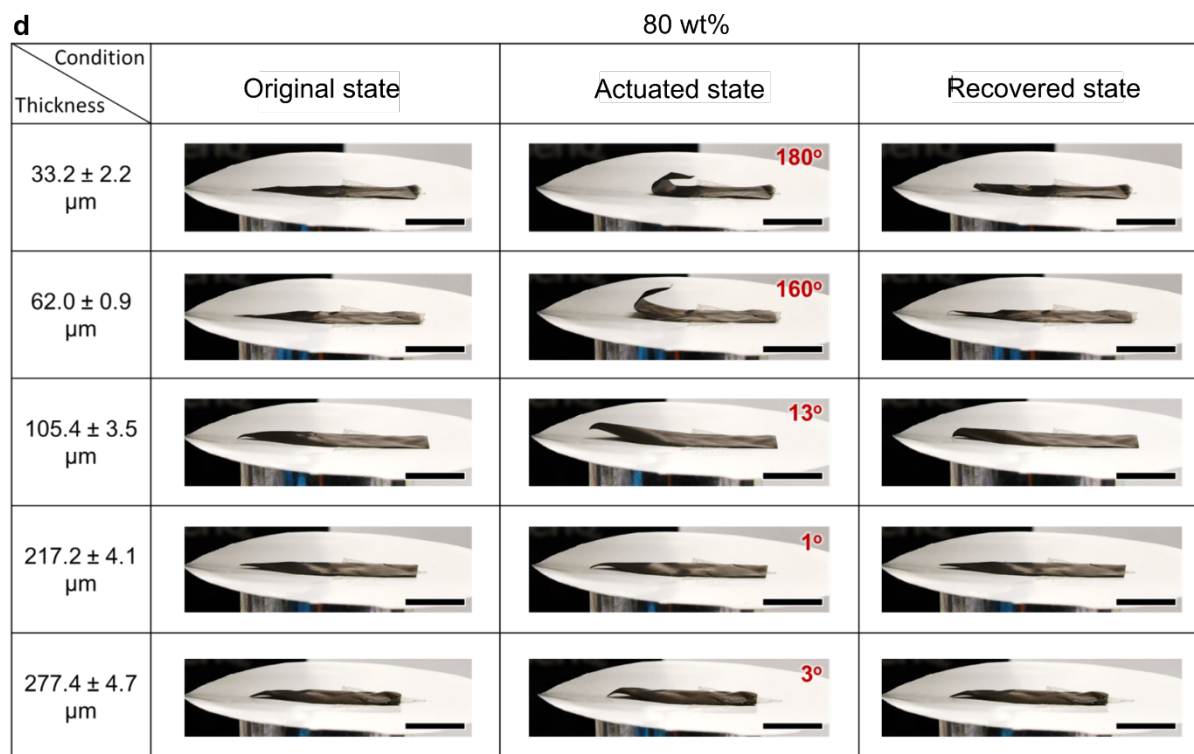 d
80 wt%
Condition
Thickness
Original state
Actuated state
Recovered state
33.2 ± 2.2
µm
180°
62.0 ± 0.9
µm
160°
105.4 ± 3.5
µm
13°
217.2 ± 4.1
µm
1°
277.4 ± 4.7
µm
3°